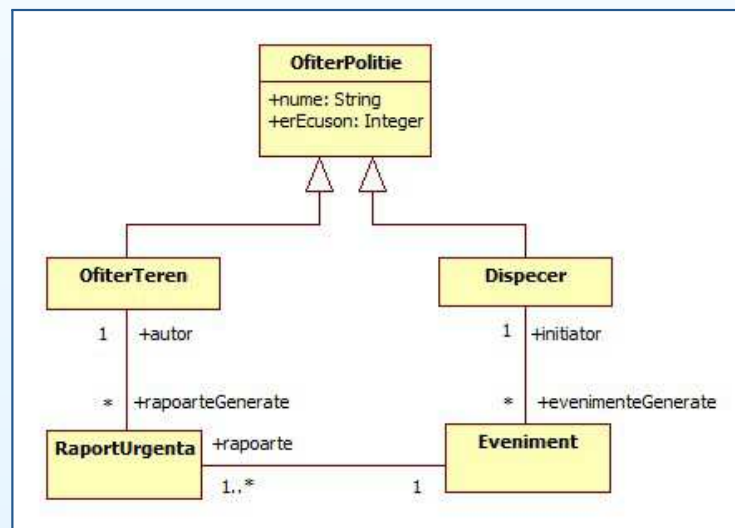 OfiterPolitie
+nume: String
+erEcuson: Integer
OfiterTeren
Dispecer
1 +autor
1 +initiator
* +rapoarteGenerate
* +evenimenteGenerate
RaportUrgenta
+rapoarte
Eveniment
1..* 1